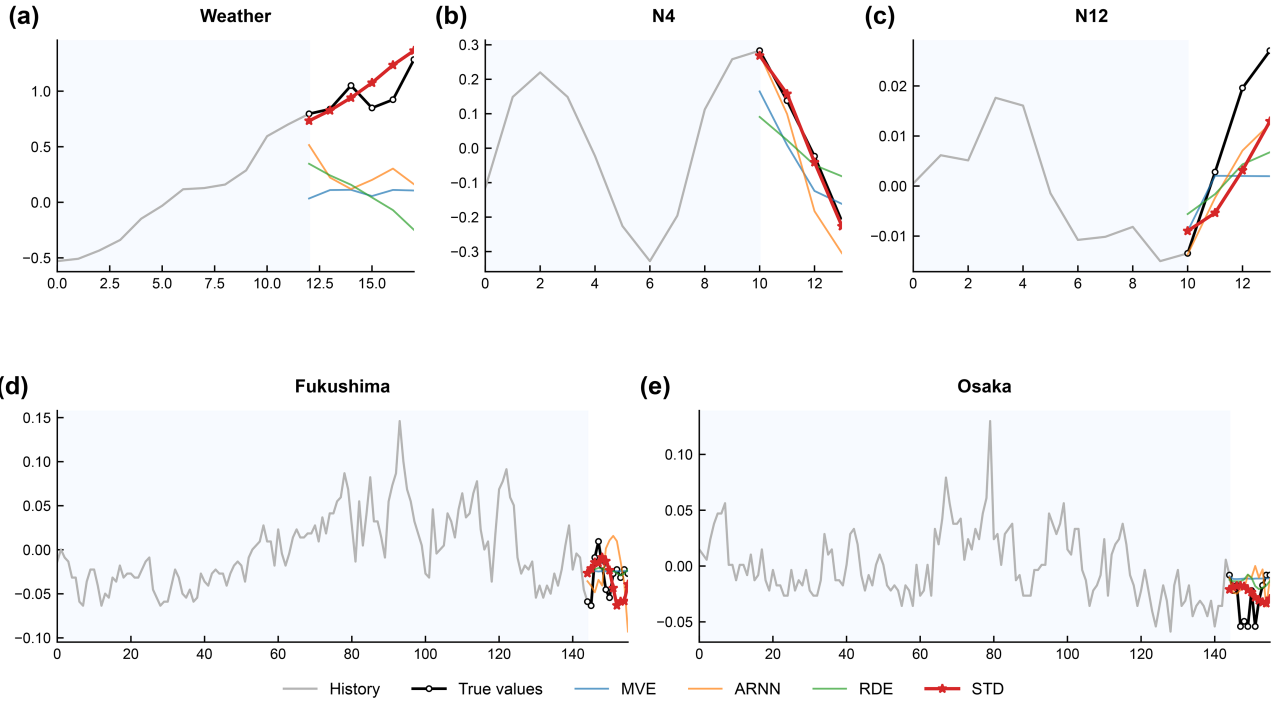 (a) Weather
(b) N4
(c) N12
1.0
0.5
0.0
−0.5
0.0 2.5 5.0 7.5 10.0 12.5 15.0
0.3
0.2
0.1
0.0
−0.1
−0.2
−0.3
0 2 4 6 8 10 12
0.02
0.01
0.00
−0.01
0 2 4 6 8 10 12
(d) Fukushima
(e) Osaka
0.15
0.10
0.05
0.00
−0.05
−0.10
0 20 40 60 80 100 120 140
0.10
0.05
0.00
−0.05
0 20 40 60 80 100 120 140
History True values MVE ARNN RDE STD